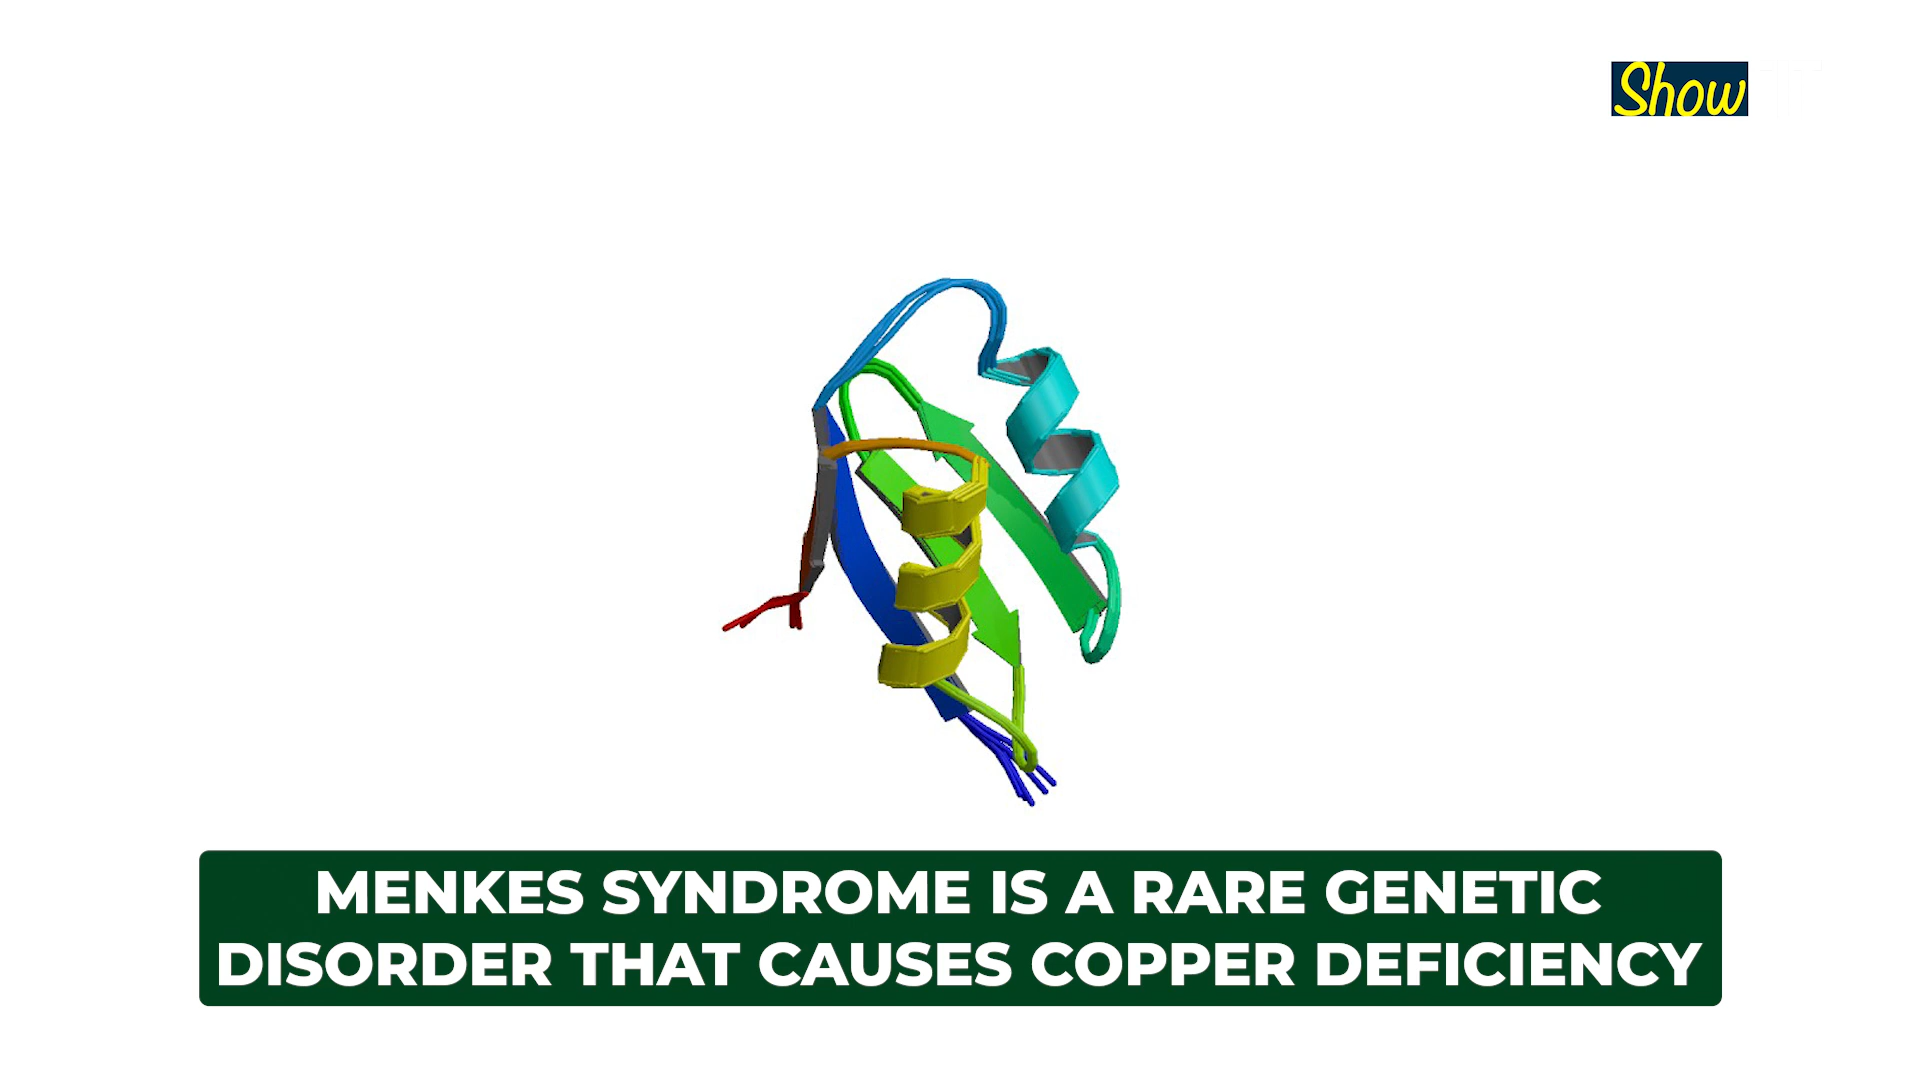 Show
MENKES SYNDROME IS A RARE GENETIC
DISORDER THAT CAUSES COPPER DEFICIENCY